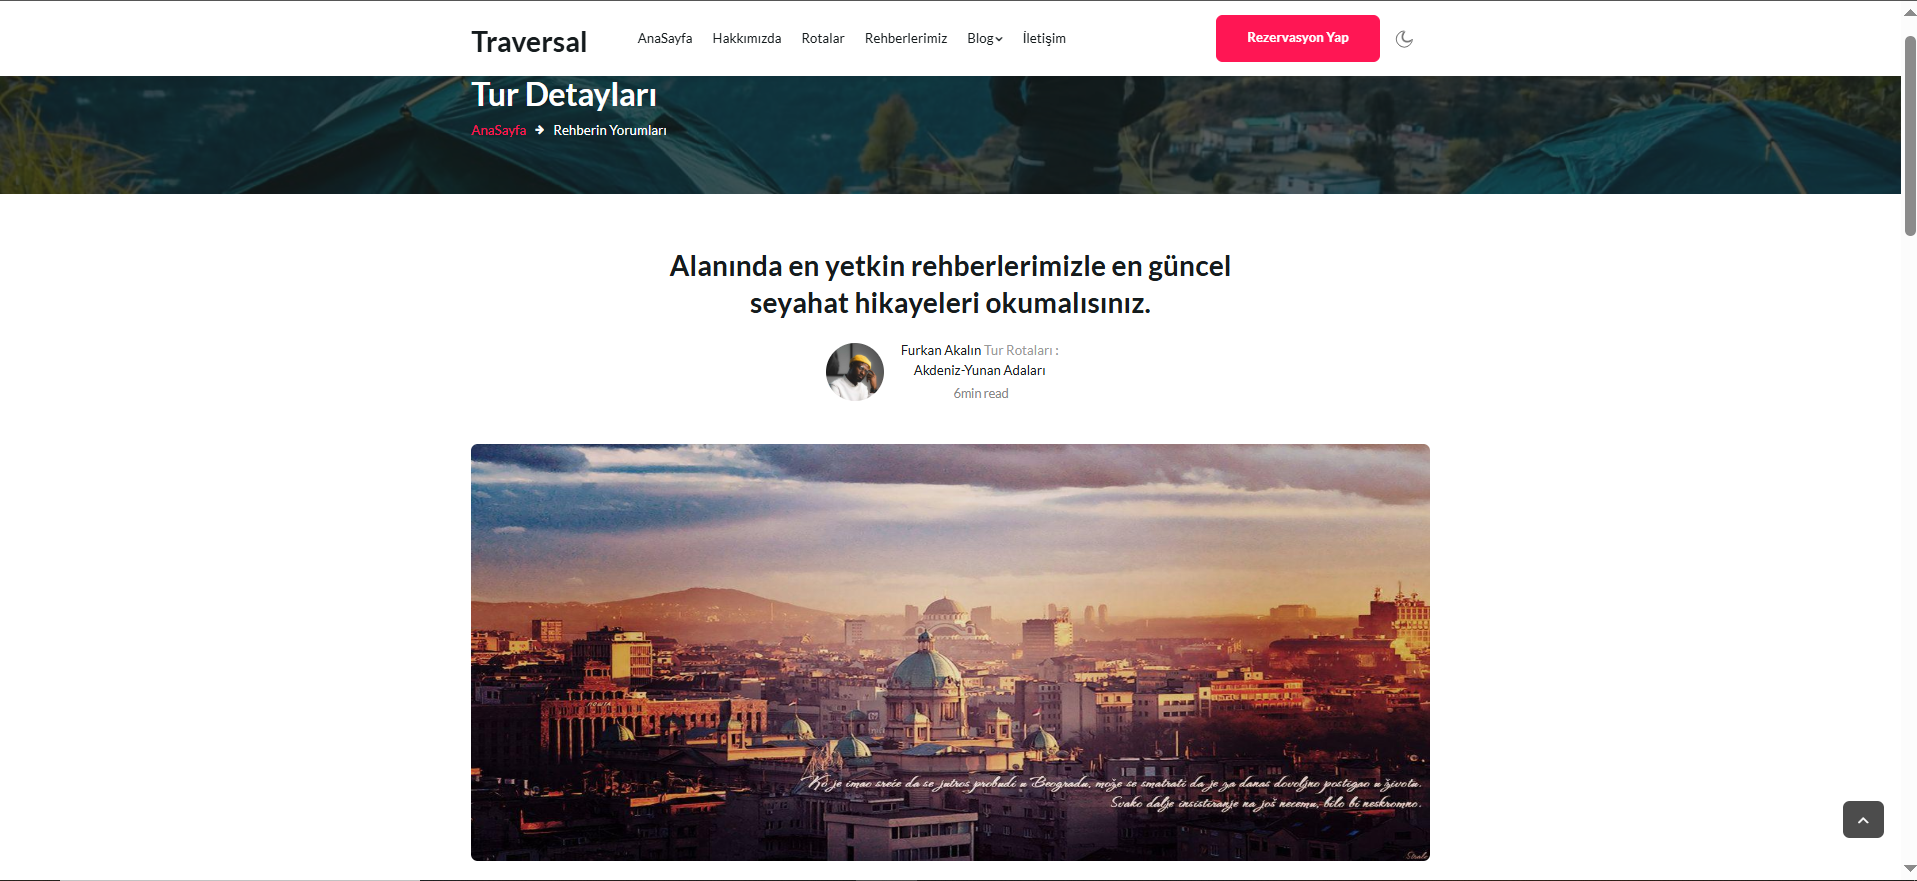 Traversal
AnaSayfa
Hakkımızda
Rotalar
Rehberlerimiz
Blog
İletişim
Rezervasyon Yap
Tur Detayları
AnaSayfa
Rehberin Yorumları
Alanında en yetkin rehberlerimizle en güncel
seyahat hikayeleri okumalısınız.
Furkan Akalın Tur Rotaları :
Akdeniz-Yunan Adaları
6min read
Ko je imao sreće da se jutros probudi u Beogradu, može se smatrati da je za danas dovoljno postigao u životu.
Svako dalje insistiranje na još nečemu, bilo bi neskromno.